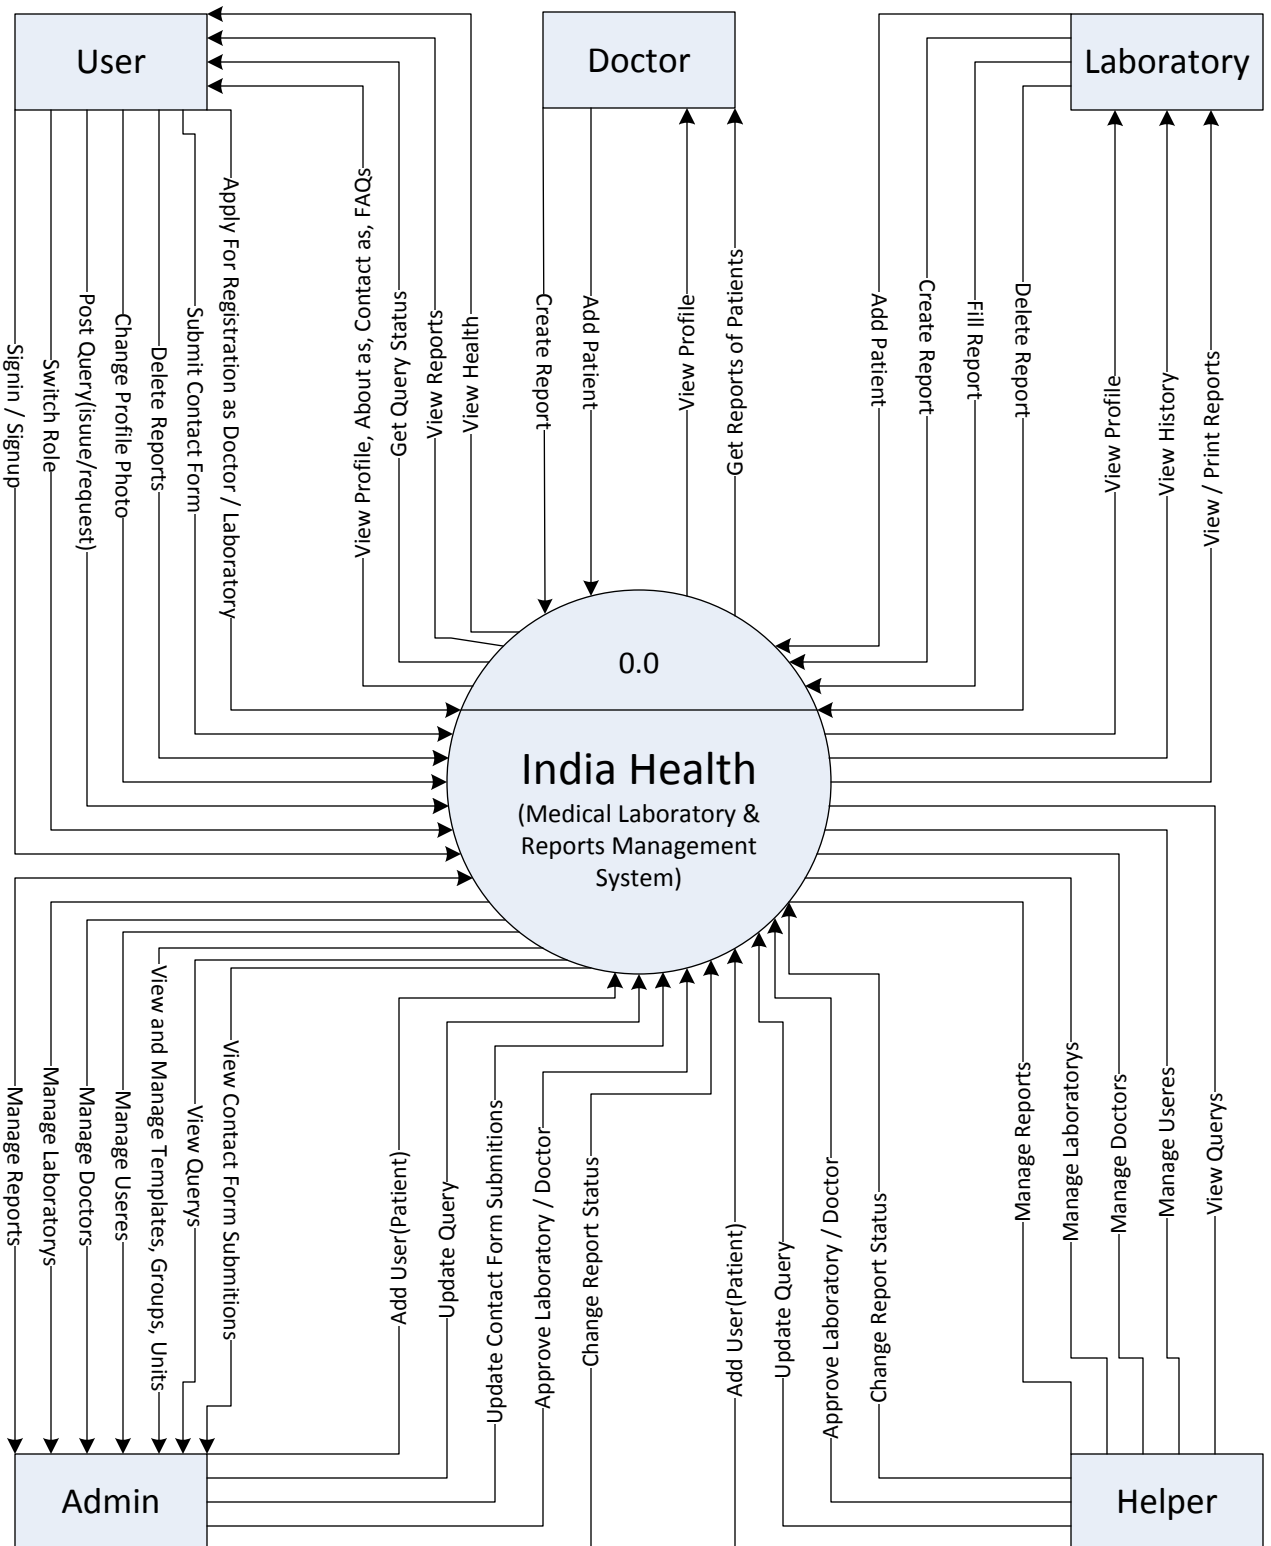 User
Doctor
Laboratory
Signin / Signup
Switch Role
Post Query(isuue/request)
Change Profile Photo
Delete Reports
Submit Contact Form
Apply For Registration as Doctor / Laboratory
View Profile, About as, Contact as, FAQs
Get Query Status
View Reports
View Health
Create Report
Add Patient
View Profile
Get Reports of Patients
Add Patient
Create Report
Fill Report
Delete Report
View Profile
View History
View / Print Reports
0.0
India Health
(Medical Laboratory &
Reports Management
System)
Manage Reports
Manage Laboratorys
Manage Doctors
Manage Useres
View and Manage Templates, Groups, Units
View Querys
View Contact Form Submitions
Add User(Patient)
Update Query
Update Contact Form Submitions
Approve Laboratory / Doctor
Change Report Status
Add User(Patient)
Update Query
Approve Laboratory / Doctor
Change Report Status
Manage Reports
Manage Laboratorys
Manage Doctors
Manage Useres
View Querys
Admin
Helper